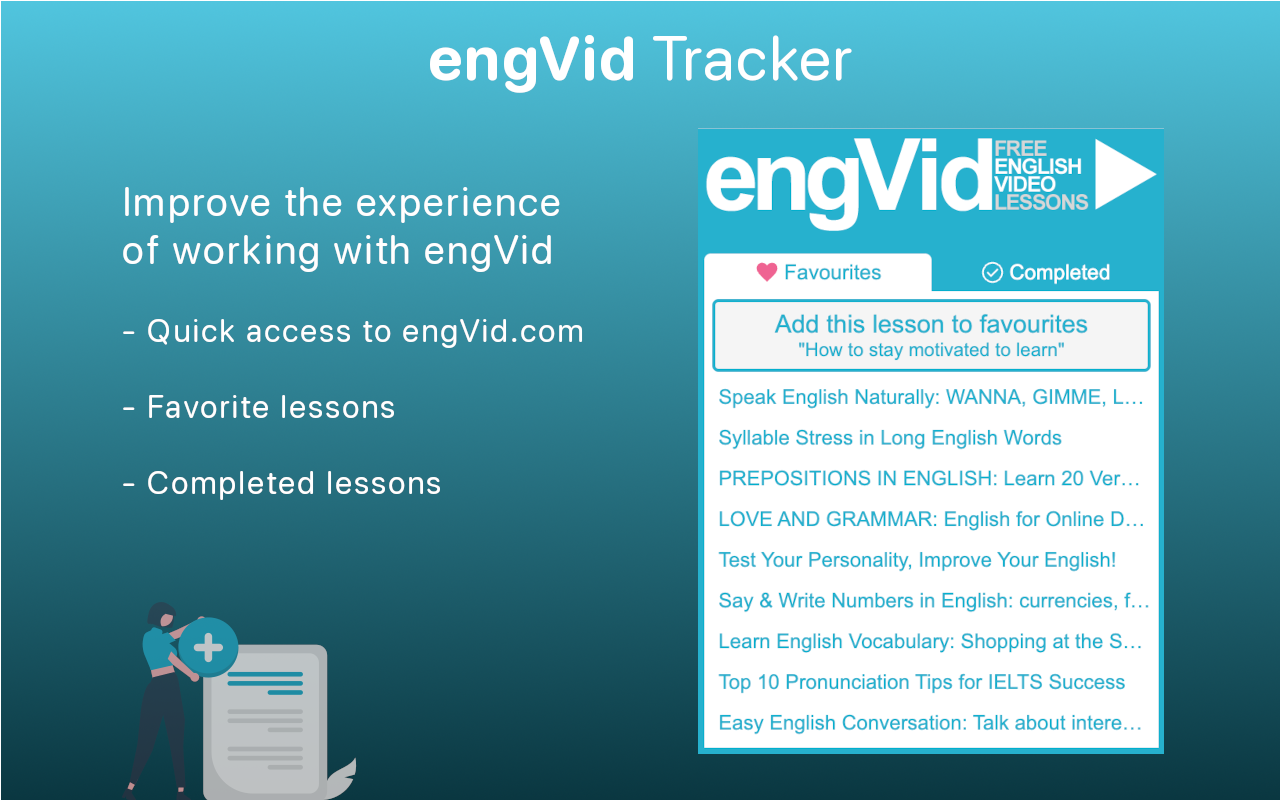 engVid Tracker
Improve the experience
of working with engVid
- Quick access to engVid.com
- Favorite lessons
- Completed lessons
engVid
FREE
ENGLISH
VIDEO
LESSONS
Favourites
Completed
Add this lesson to favourites
"How to stay motivated to learn"
Speak English Naturally: WANNA, GIMME, L...
Syllable Stress in Long English Words
PREPOSITIONS IN ENGLISH: Learn 20 Ver...
LOVE AND GRAMMAR: English for Online D...
Test Your Personality, Improve Your English!
Say & Write Numbers in English: currencies, f...
Learn English Vocabulary: Shopping at the S...
Top 10 Pronunciation Tips for IELTS Success
Easy English Conversation: Talk about intere...